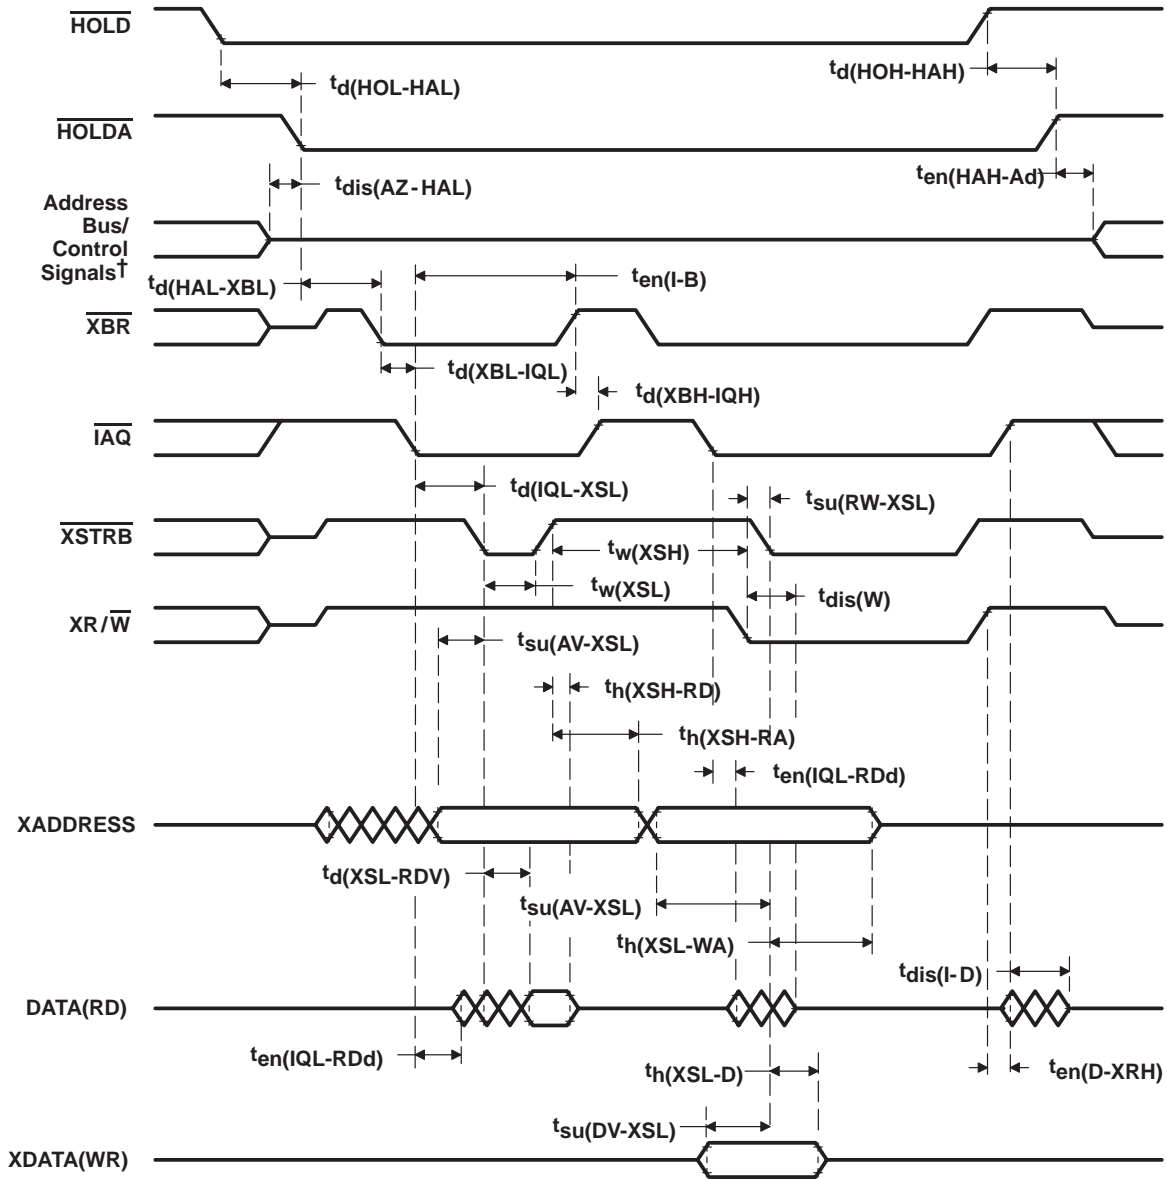 HOLD
td(HOL-HAL)
td(HOH-HAH)
HOLDA
tdis(AZ-HAL)
ten(HAH-Ad)
Address
Bus/
Control
Signals†
td(HAL-XBL)
ten(I-B)
XBR
td(XBL-IQL)
td(XBH-IQH)
IAQ
td(IQL-XSL)
tsu(RW-XSL)
XSTRB
tw(XSH)
tw(XSL)
tdis(W)
XR/W
tsu(AV-XSL)
th(XSH-RD)
th(XSH-RA)
ten(IQL-RDd)
XADDRESS
td(XSL-RDV)
tsu(AV-XSL)
th(XSL-WA)
tdis(I-D)
DATA(RD)
ten(IQL-RDd)
th(XSL-D)
ten(D-XRH)
tsu(DV-XSL)
XDATA(WR)